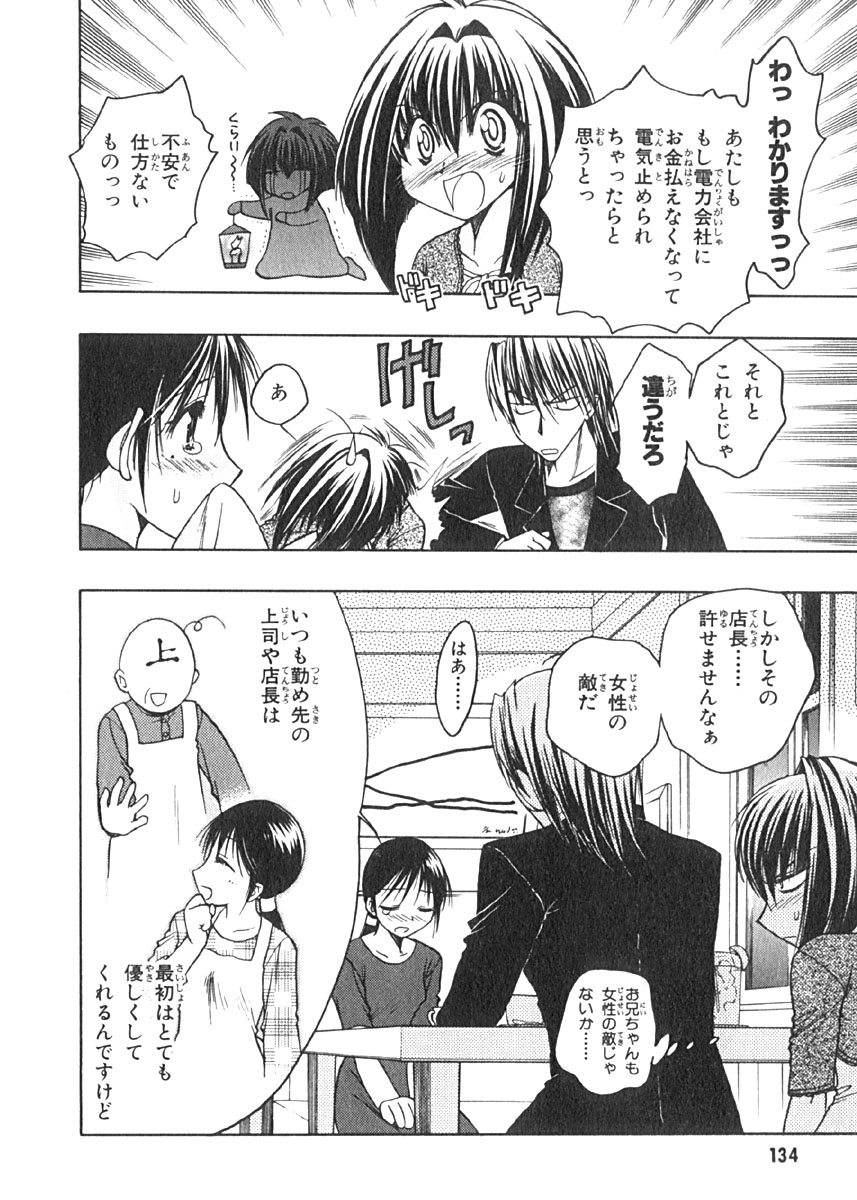 わっ わかりますっっ
あたしも
もし電力会社に
お金払えなくなって
電気止められ
ちゃったらと
思うとっ
ドキ
ドキ
くらい〜〜
不安で
仕方ない
ものっっ
それと
これとじゃ
違うだろ
げしっ
あ
しかしその
店長……
許せませんなぁ
女性の
敵だ
お兄ちゃんも
女性の敵じゃ
ないか……
はあ……
いつも勤め先の
上司や店長は
上
最初はとても
優しくして
くれるんですけど
134